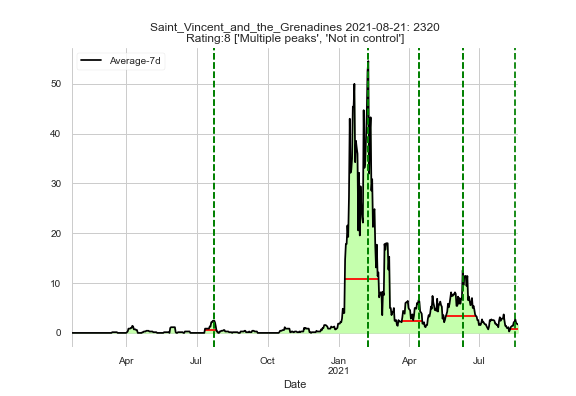 Saint_Vincent_and_the_Grenadines 2021-08-21: 2320
Rating:8 ['Multiple peaks', 'Not in control']
Average-7d
50
40
30
20
10
0
Apr Jul Oct Jan Apr Jul
2021
Date